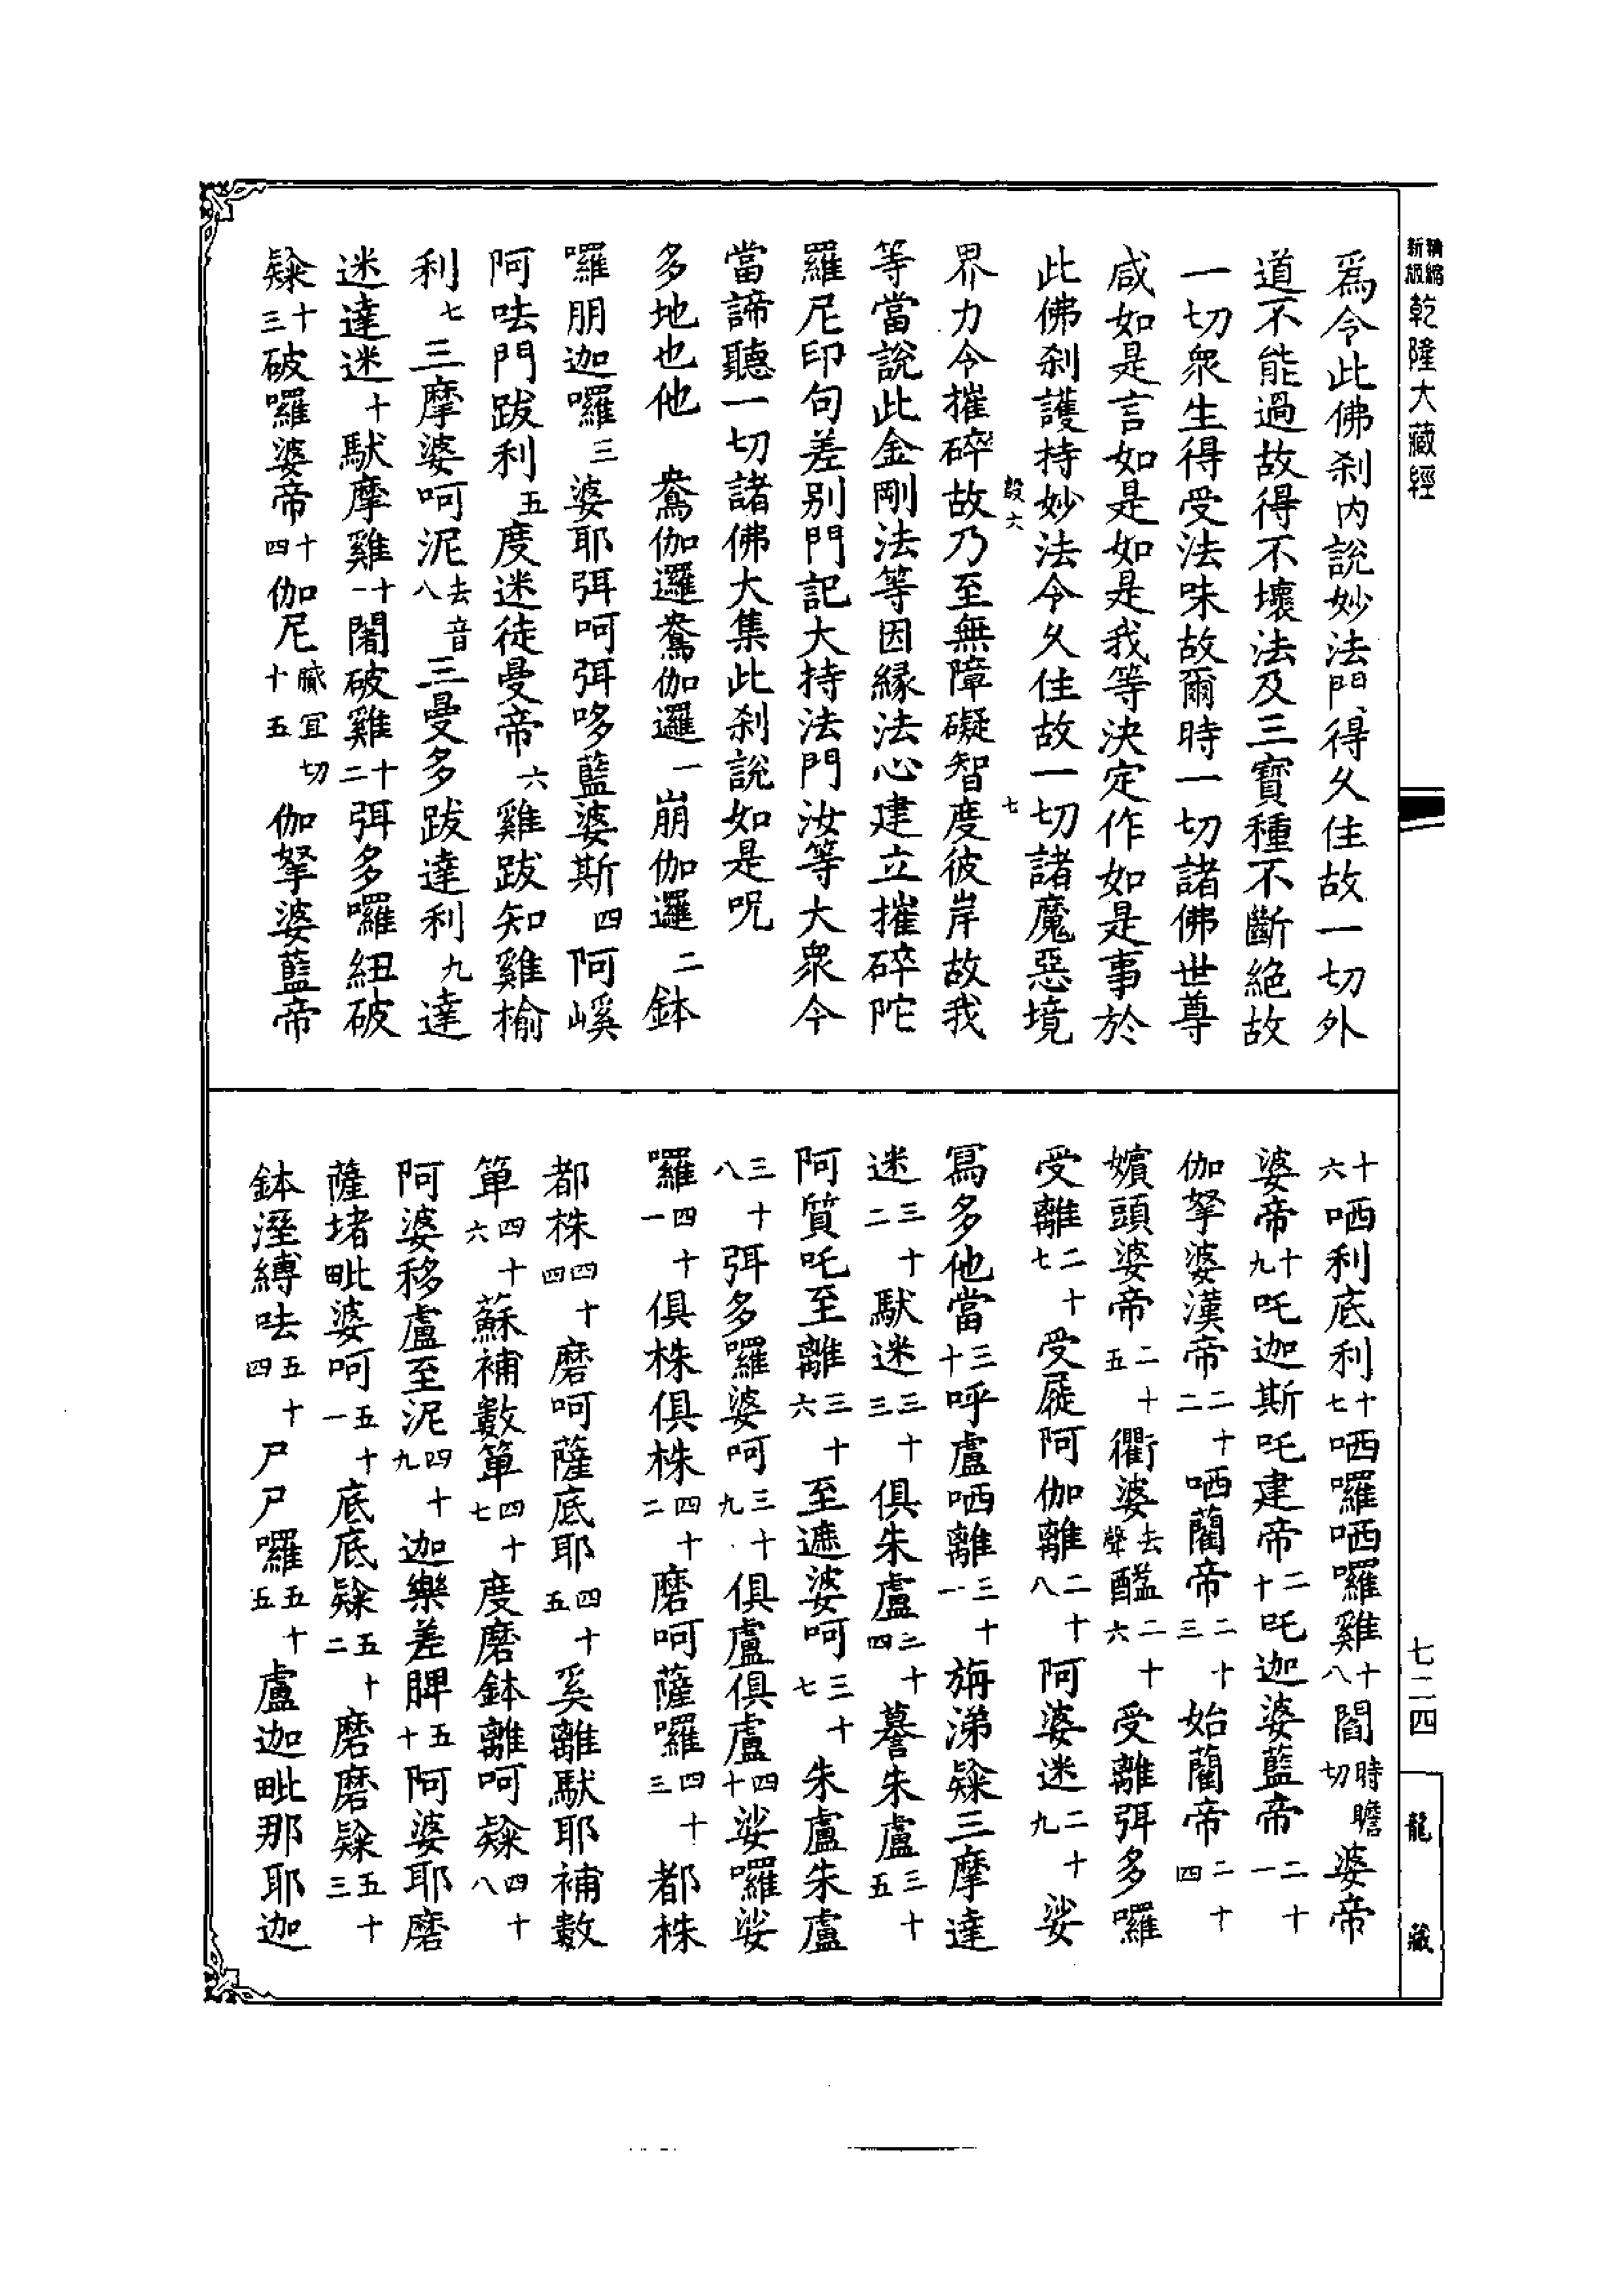 精縮新版乾隆大藏經
爲令此佛刹内說妙法門得久住故一切外
道不能過故得不壞法及三寶種不斷絶故
一切衆生得受法味故爾時一切諸佛世尊
咸如是言如是如是我等決定作如是事於
此佛刹護持妙法令久住故一切諸魔惡境
毀六
七
界力令摧碎故乃至無障礙智度彼岸故我
等當說此金剛法等因緣法心建立摧碎陀
羅尼印句差别門記大持法門汝等大衆今
當諦聽一切諸佛大集此刹說如是呪
多地也他 鴦伽邏鴦伽邏一崩伽邏二鉢
囉朋迦囉三婆耶弭呵弭哆藍婆斯四阿嵠
阿呿門跋利五度迷徒曼帝六雞跋知雞榆
利七三摩婆呵泥去音八三曼多跋達利九達
迷達迷十馱摩雞十一闍破雞十二弭多囉紐破
㲉十三破囉婆帝十四伽尼膩宜切十五伽拏婆藍帝
十六哂利底利十七哂囉哂囉雞十八閻時瞻切婆帝
婆帝十九吒迦斯吒建帝二十吒迦婆藍帝二十一
伽拏婆漢帝二十二哂藺帝二十三始藺帝二十四
嬪頭婆帝二十五衢婆去聲醯二十六受離弭多囉
受離二十七受屣阿伽離二十八阿婆迷二十九娑
冩多他當三十呼盧哂離三十一旃涕三摩達
迷三十二馱迷三十三俱朱盧三十四蓦朱盧三十五
阿質吒至離三十六至遮婆呵三十七朱盧朱盧
三十八弭多囉婆呵三十九俱盧俱盧四十娑囉娑
囉四十一俱株俱株四十二磨呵薩囉四十三都株
都株四十四磨呵薩底耶四十五奚離馱耶補數
箄四十六蘇補數箄四十七度磨鉢離呵四十八
阿婆移盧至泥四十九迦樂差脾五十阿婆耶磨
薩堵毗婆呵五十一底底五十二磨磨五十三
鉢溼縛呿五十四尸尸囉五十五盧迦毗那耶迦
七二四
龍藏